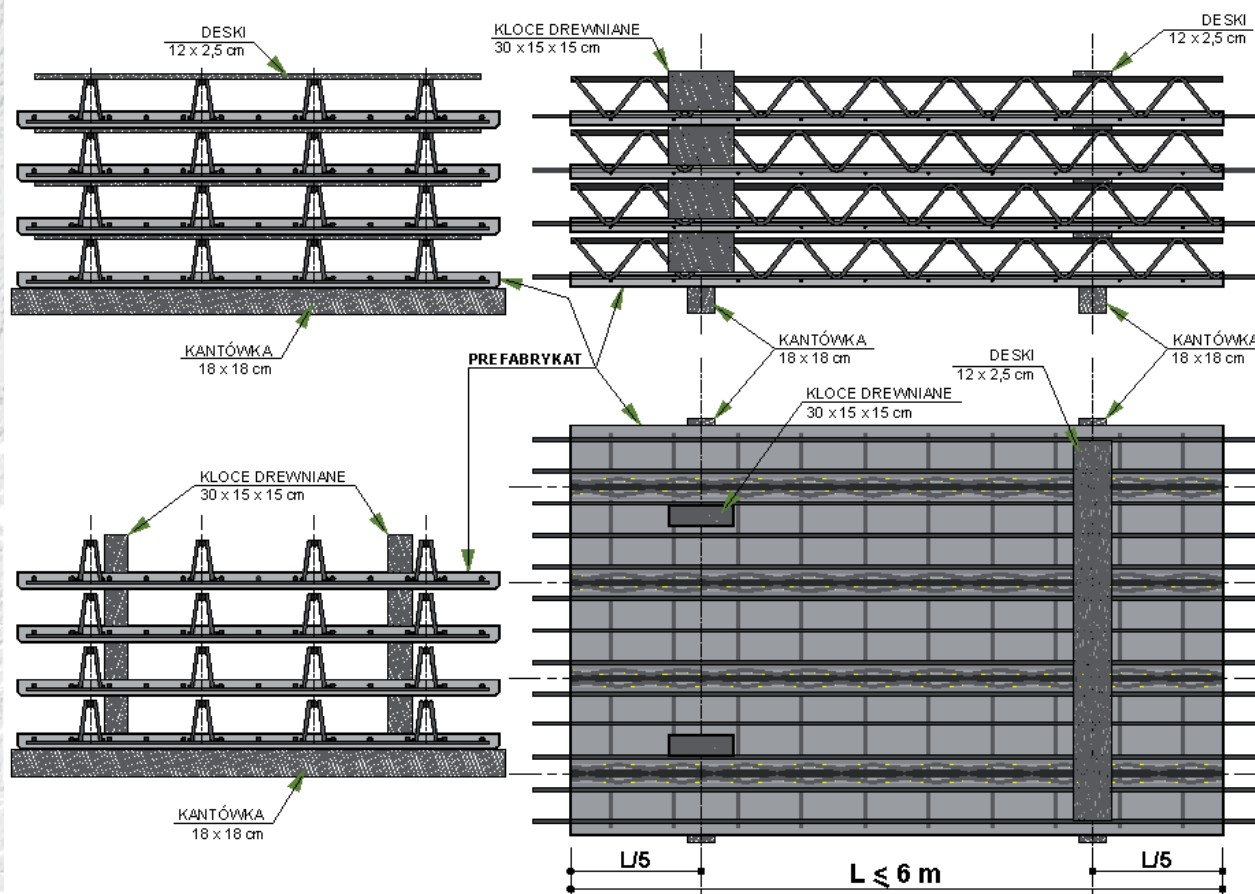 DESKI
12 x 2,5 cm
KLOCE DREWNIANE
30 x 15 x 15 cm
DESKI
12 x 2,5 cm
KANTÓWKA
18 x 18 cm
PREFABRYKAT
KANTÓWKA
18 x 18 cm
DESKI
12 x 2,5 cm
KANTÓWKA
18 x 18 cm
KLOCE DREWNIANE
30 x 15 x 15 cm
KLOCE DREWNIANE
30 x 15 x 15 cm
KANTÓWKA
18 x 18 cm
L/5
L ⩽ 6 m
L/5